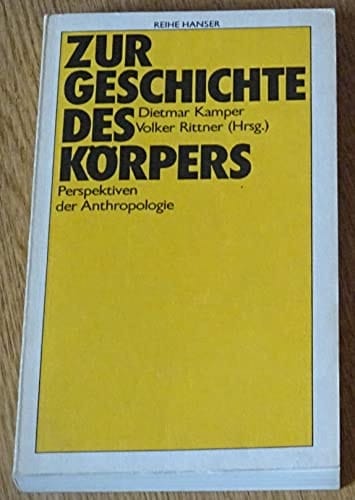 REIHE HANSER
ZUR
GESCHICHTE
DES Dietmar Kamper
Volker Rittner (Hrsg.)
KÖRPERS
Perspektiven
der Anthropologie